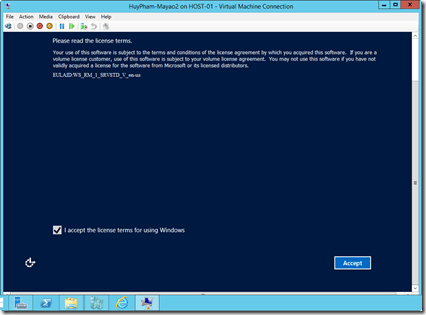 HuyPham-Mayao2 on HOST-01 - Virtual Machine Connection
File Action Media Clipboard View Help
Please read the license terms.
Your use of this software is subject to the terms and conditions of the license agreement by which you acquired this software. If you are a
volume license customer, use of this software is subject to your volume license agreement. You may not use this software if you have not
validly acquired a license for the software from Microsoft or its licensed distributors.
EULAID:WS_RM_1_SRVSTD_V_en-us
I accept the license terms for using Windows
Accept